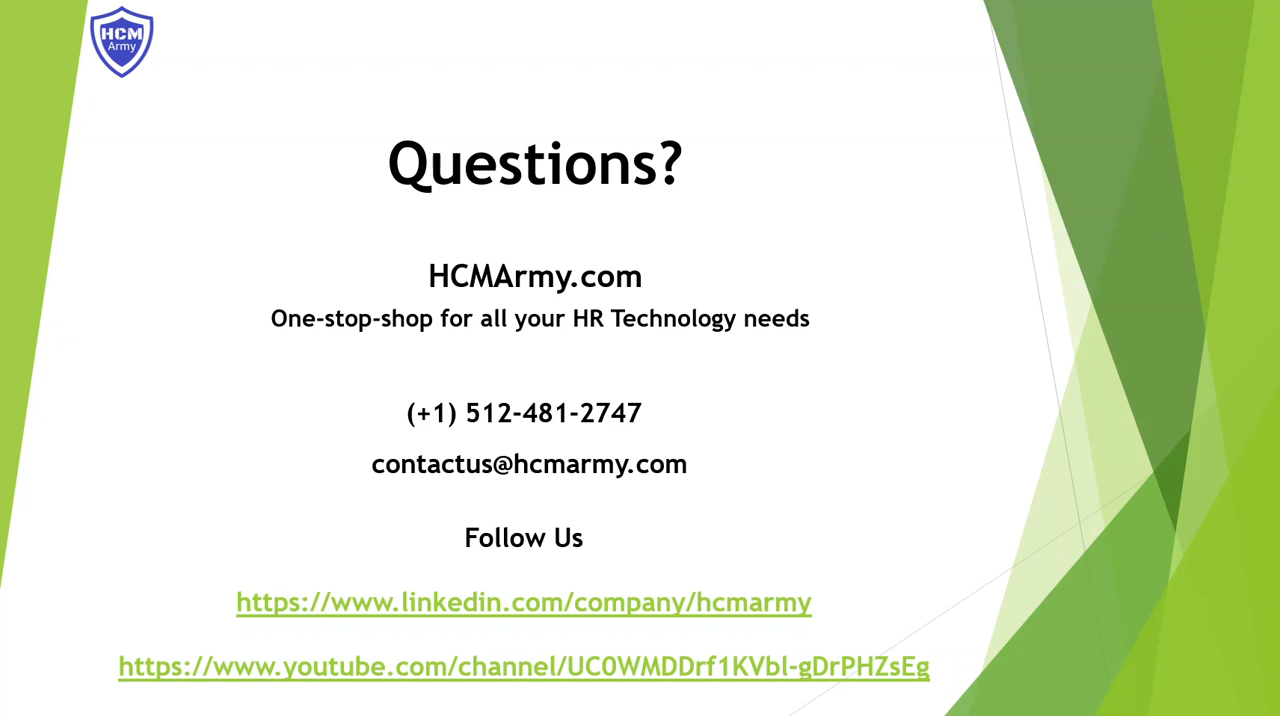 HCM
Army
Questions?
HCMArmy.com
One-stop-shop for all your HR Technology needs
(+1) 512-481-2747
contactus@hcmarmy.com
Follow Us
https://www.linkedin.com/company/hcmarmy
https://www.youtube.com/channel/UC0WMDDrf1KVbl-gDrPHZsEg